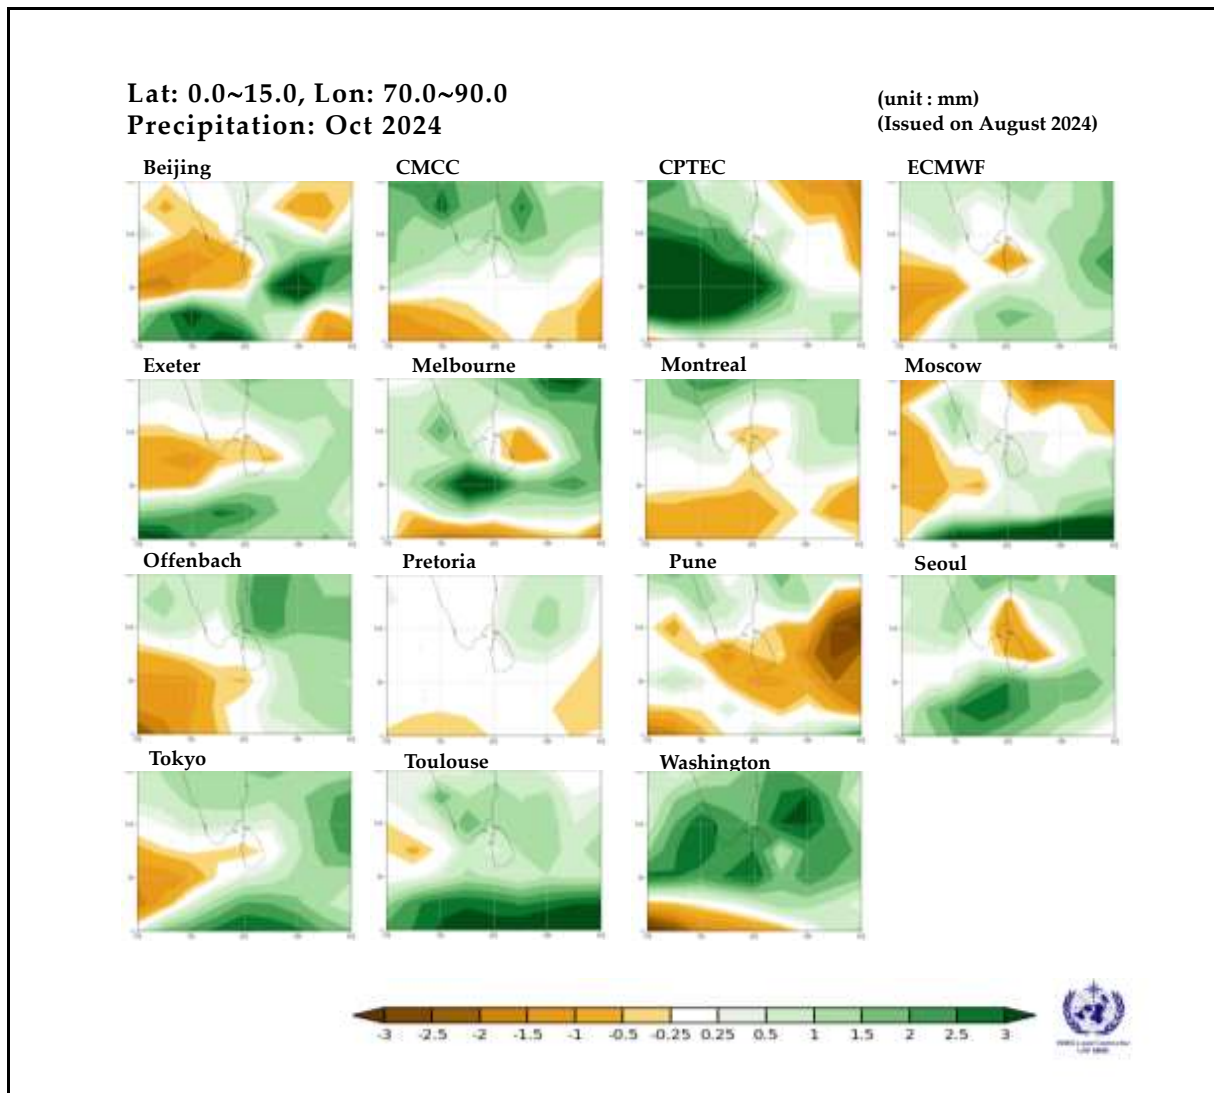 Lat: 0.0~15.0, Lon: 70.0~90.0
Precipitation: Oct 2024
(unit : mm)
(Issued on August 2024)
Beijing
CMCC
CPTEC
ECMWF
Exeter
Melbourne
Montreal
Moscow
Offenbach
Pretoria
Pune
Seoul
Tokyo
Toulouse
Washington
-3 -2.5 -2 -1.5 -1 -0.5 -0.25 0.25 0.5 1 1.5 2 2.5 3